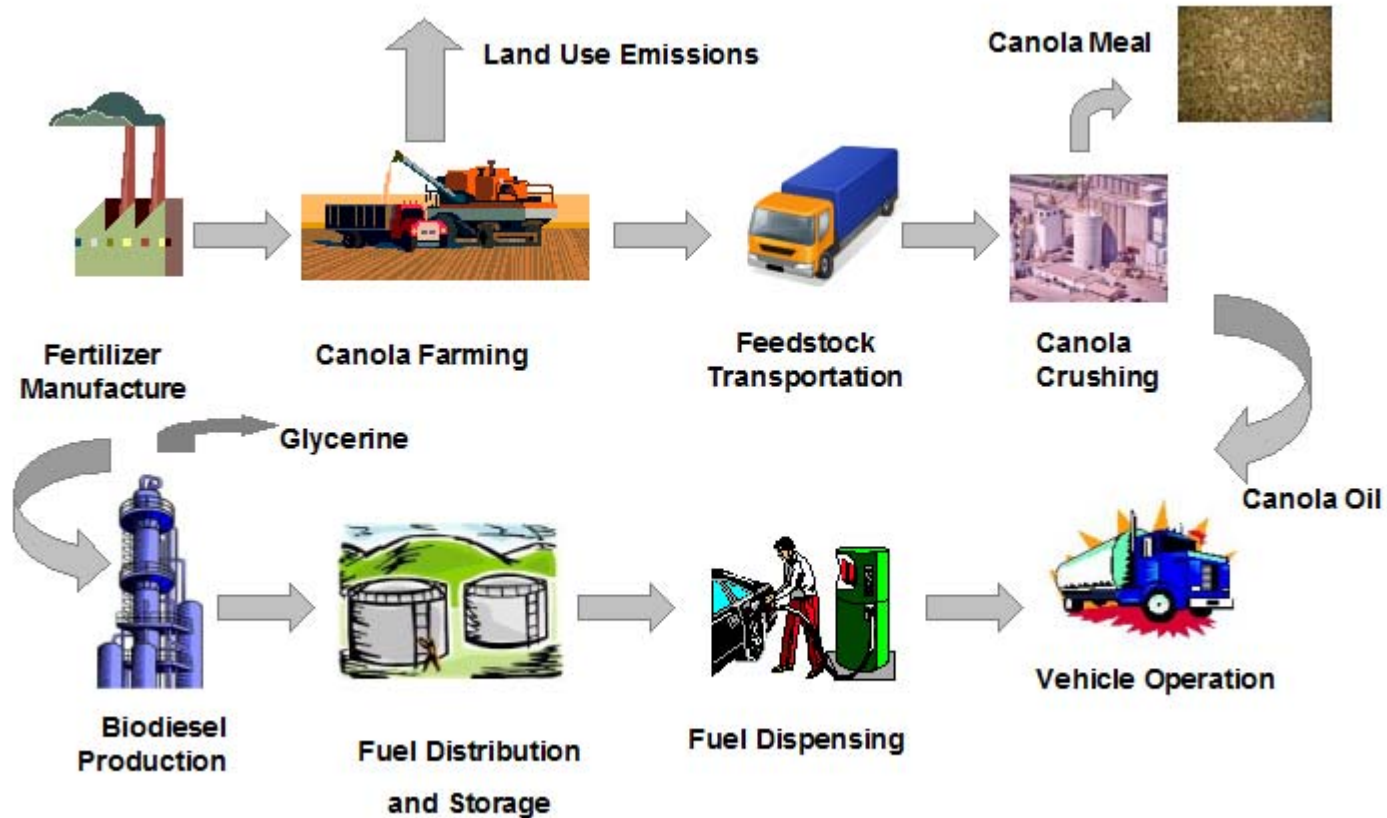 Land Use Emissions
Canola Meal
Fertilizer
Manufacture
Canola Farming
Feedstock
Transportation
Canola
Crushing
Glycerine
Canola Oil
Biodiesel
Production
Fuel Distribution
and Storage
Fuel Dispensing
Vehicle Operation